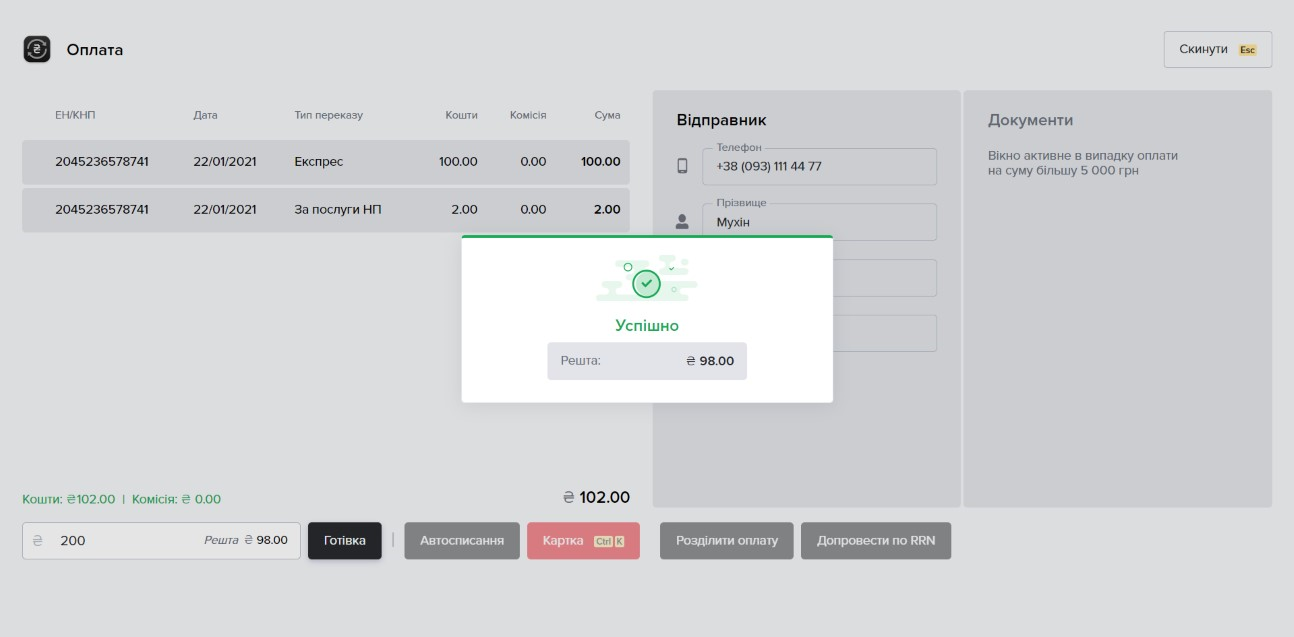 Оплата
Скинути Esc
ЕН/КНП Дата Тип переказу Кошти Комісія Сума
2045236578741 22/01/2021 Експрес 100.00 0.00 100.00
2045236578741 22/01/2021 За послуги НП 2.00 0.00 2.00
Відправник
Телефон
+38 (093) 111 44 77
Прізвище
Мухін
Документи
Вікно активне в випадку оплати
на суму більшу 5 000 грн
Успішно
Решта: ₴ 98.00
Кошти: ₴102.00 | Комісія: ₴ 0.00
₴ 102.00
₴ 200 Решта ₴ 98.00
Готівка
Автосписання
Картка Ctrl K
Розділити оплату
Допровести по RRN